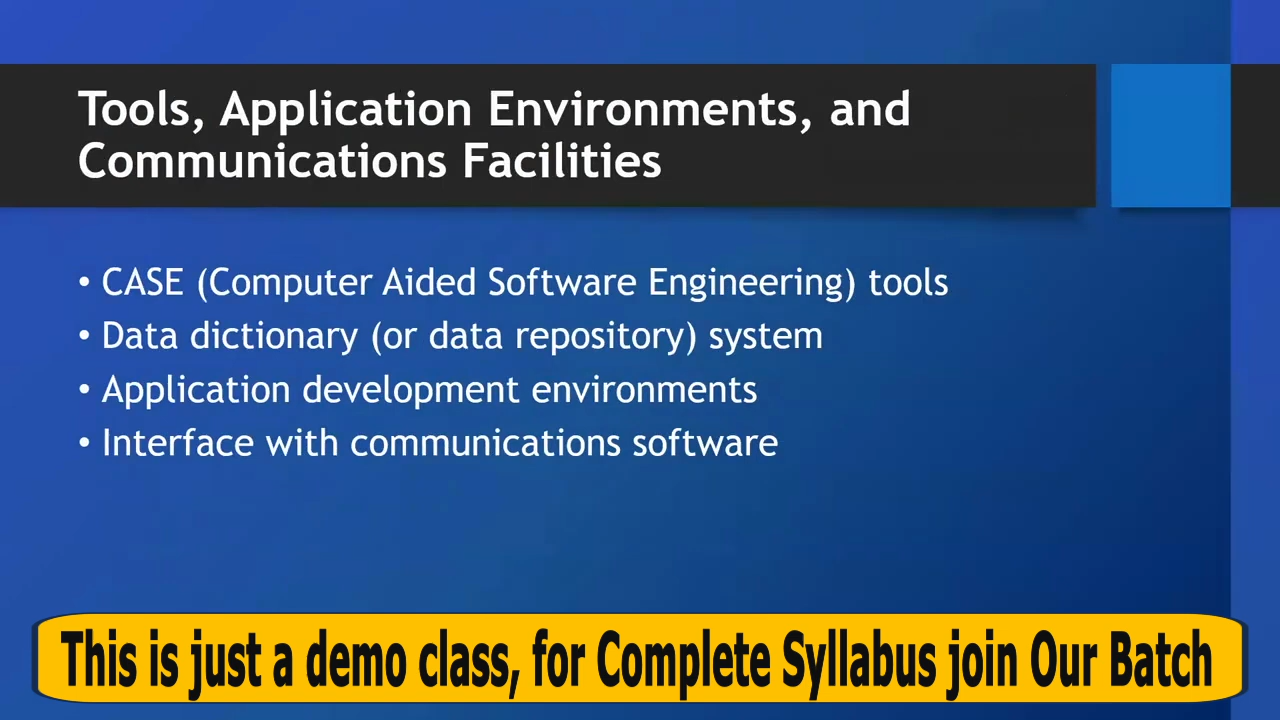 Tools, Application Environments, and
Communications Facilities
• CASE (Computer Aided Software Engineering) tools
• Data dictionary (or data repository) system
• Application development environments
• Interface with communications software
This is just a demo class, for Complete Syllabus join Our Batch